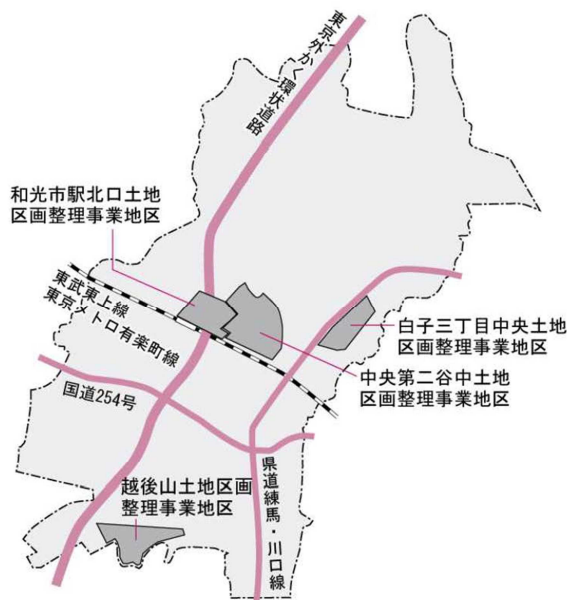 東京外かく環状道路
和光市駅北口土地
区画整理事業地区
東武東上線
東京メトロ有楽町線
白子三丁目中央土地
区画整理事業地区
中央第二谷中土地
区画整理事業地区
国道254号
県道練馬・川口線
越後山土地区画
整理事業地区